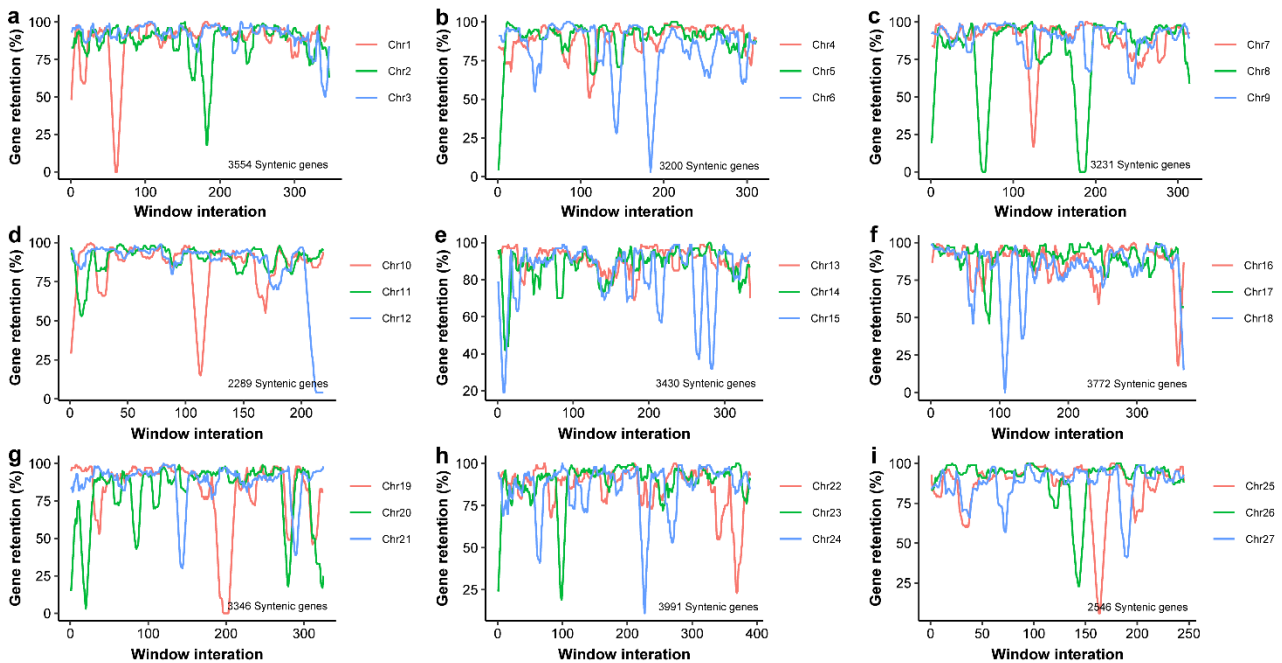 a
Gene retention (%)
100
75
50
25
0
Chr1
Chr2
Chr3
3554 Syntenic genes
0 100 200 300
Window interation
b
Gene retention (%)
100
75
50
25
0
Chr4
Chr5
Chr6
3200 Syntenic genes
0 100 200 300
Window interation
c
Gene retention (%)
100
75
50
25
0
Chr7
Chr8
Chr9
3231 Syntenic genes
0 100 200 300
Window interation
d
Gene retention (%)
100
75
50
25
0
Chr10
Chr11
Chr12
2289 Syntenic genes
0 50 100 150 200
Window interation
e
Gene retention (%)
100
80
60
40
20
Chr13
Chr14
Chr15
3430 Syntenic genes
0 100 200 300
Window interation
f
Gene retention (%)
100
75
50
25
0
Chr16
Chr17
Chr18
3772 Syntenic genes
0 100 200 300
Window interation
g
Gene retention (%)
100
75
50
25
0
Chr19
Chr20
Chr21
3346 Syntenic genes
0 100 200 300
Window interation
h
Gene retention (%)
100
75
50
25
Chr22
Chr23
Chr24
3991 Syntenic genes
0 100 200 300 400
Window interation
i
Gene retention (%)
100
75
50
25
Chr25
Chr26
Chr27
2546 Syntenic genes
0 50 100 150 200 250
Window interation